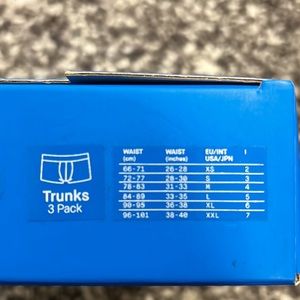 Trunks
3 Pack
WAIST WAIST EU/INT I
(cm) (inches) USA/JPN
66-71 26-28 XS 2
72-77 28-30 S 3
78-83 31-33 M 4
84-89 33-35 L 5
90-95 36-38 XL 6
96-101 38-40 XXL 7